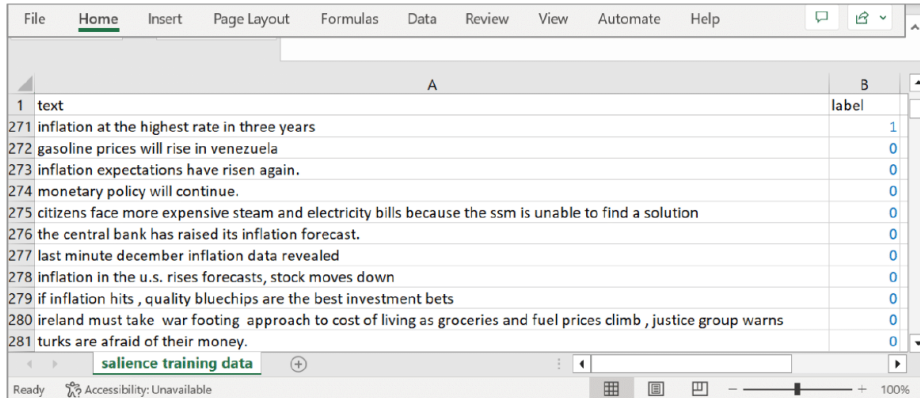 File Home Insert Page Layout Formulas Data Review View Automate Help
A B
1 text label
271 inflation at the highest rate in three years 1
272 gasoline prices will rise in venezuela 0
273 inflation expectations have risen again. 0
274 monetary policy will continue. 0
275 citizens face more expensive steam and electricity bills because the ssm is unable to find a solution 0
276 the central bank has raised its inflation forecast. 0
277 last minute december inflation data revealed 0
278 inflation in the u.s. rises forecasts, stock moves down 0
279 if inflation hits , quality bluechips are the best investment bets 0
280 ireland must take war footing approach to cost of living as groceries and fuel prices climb , justice group warns 0
281 turks are afraid of their money. 0
salience training data
Ready Accessibility: Unavailable 100%